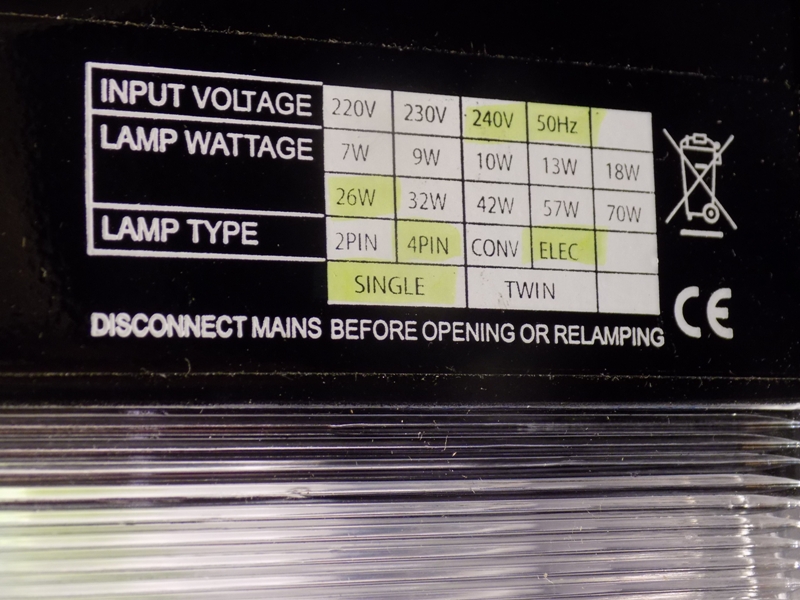 INPUT VOLTAGE 220V 230V 240V 50Hz
LAMP WATTAGE 7W 9W 10W 13W 18W
26W 32W 42W 57W 70W
LAMP TYPE 2PIN 4PIN CONV ELEC
SINGLE TWIN
DISCONNECT MAINS BEFORE OPENING OR RELAMPING
CE